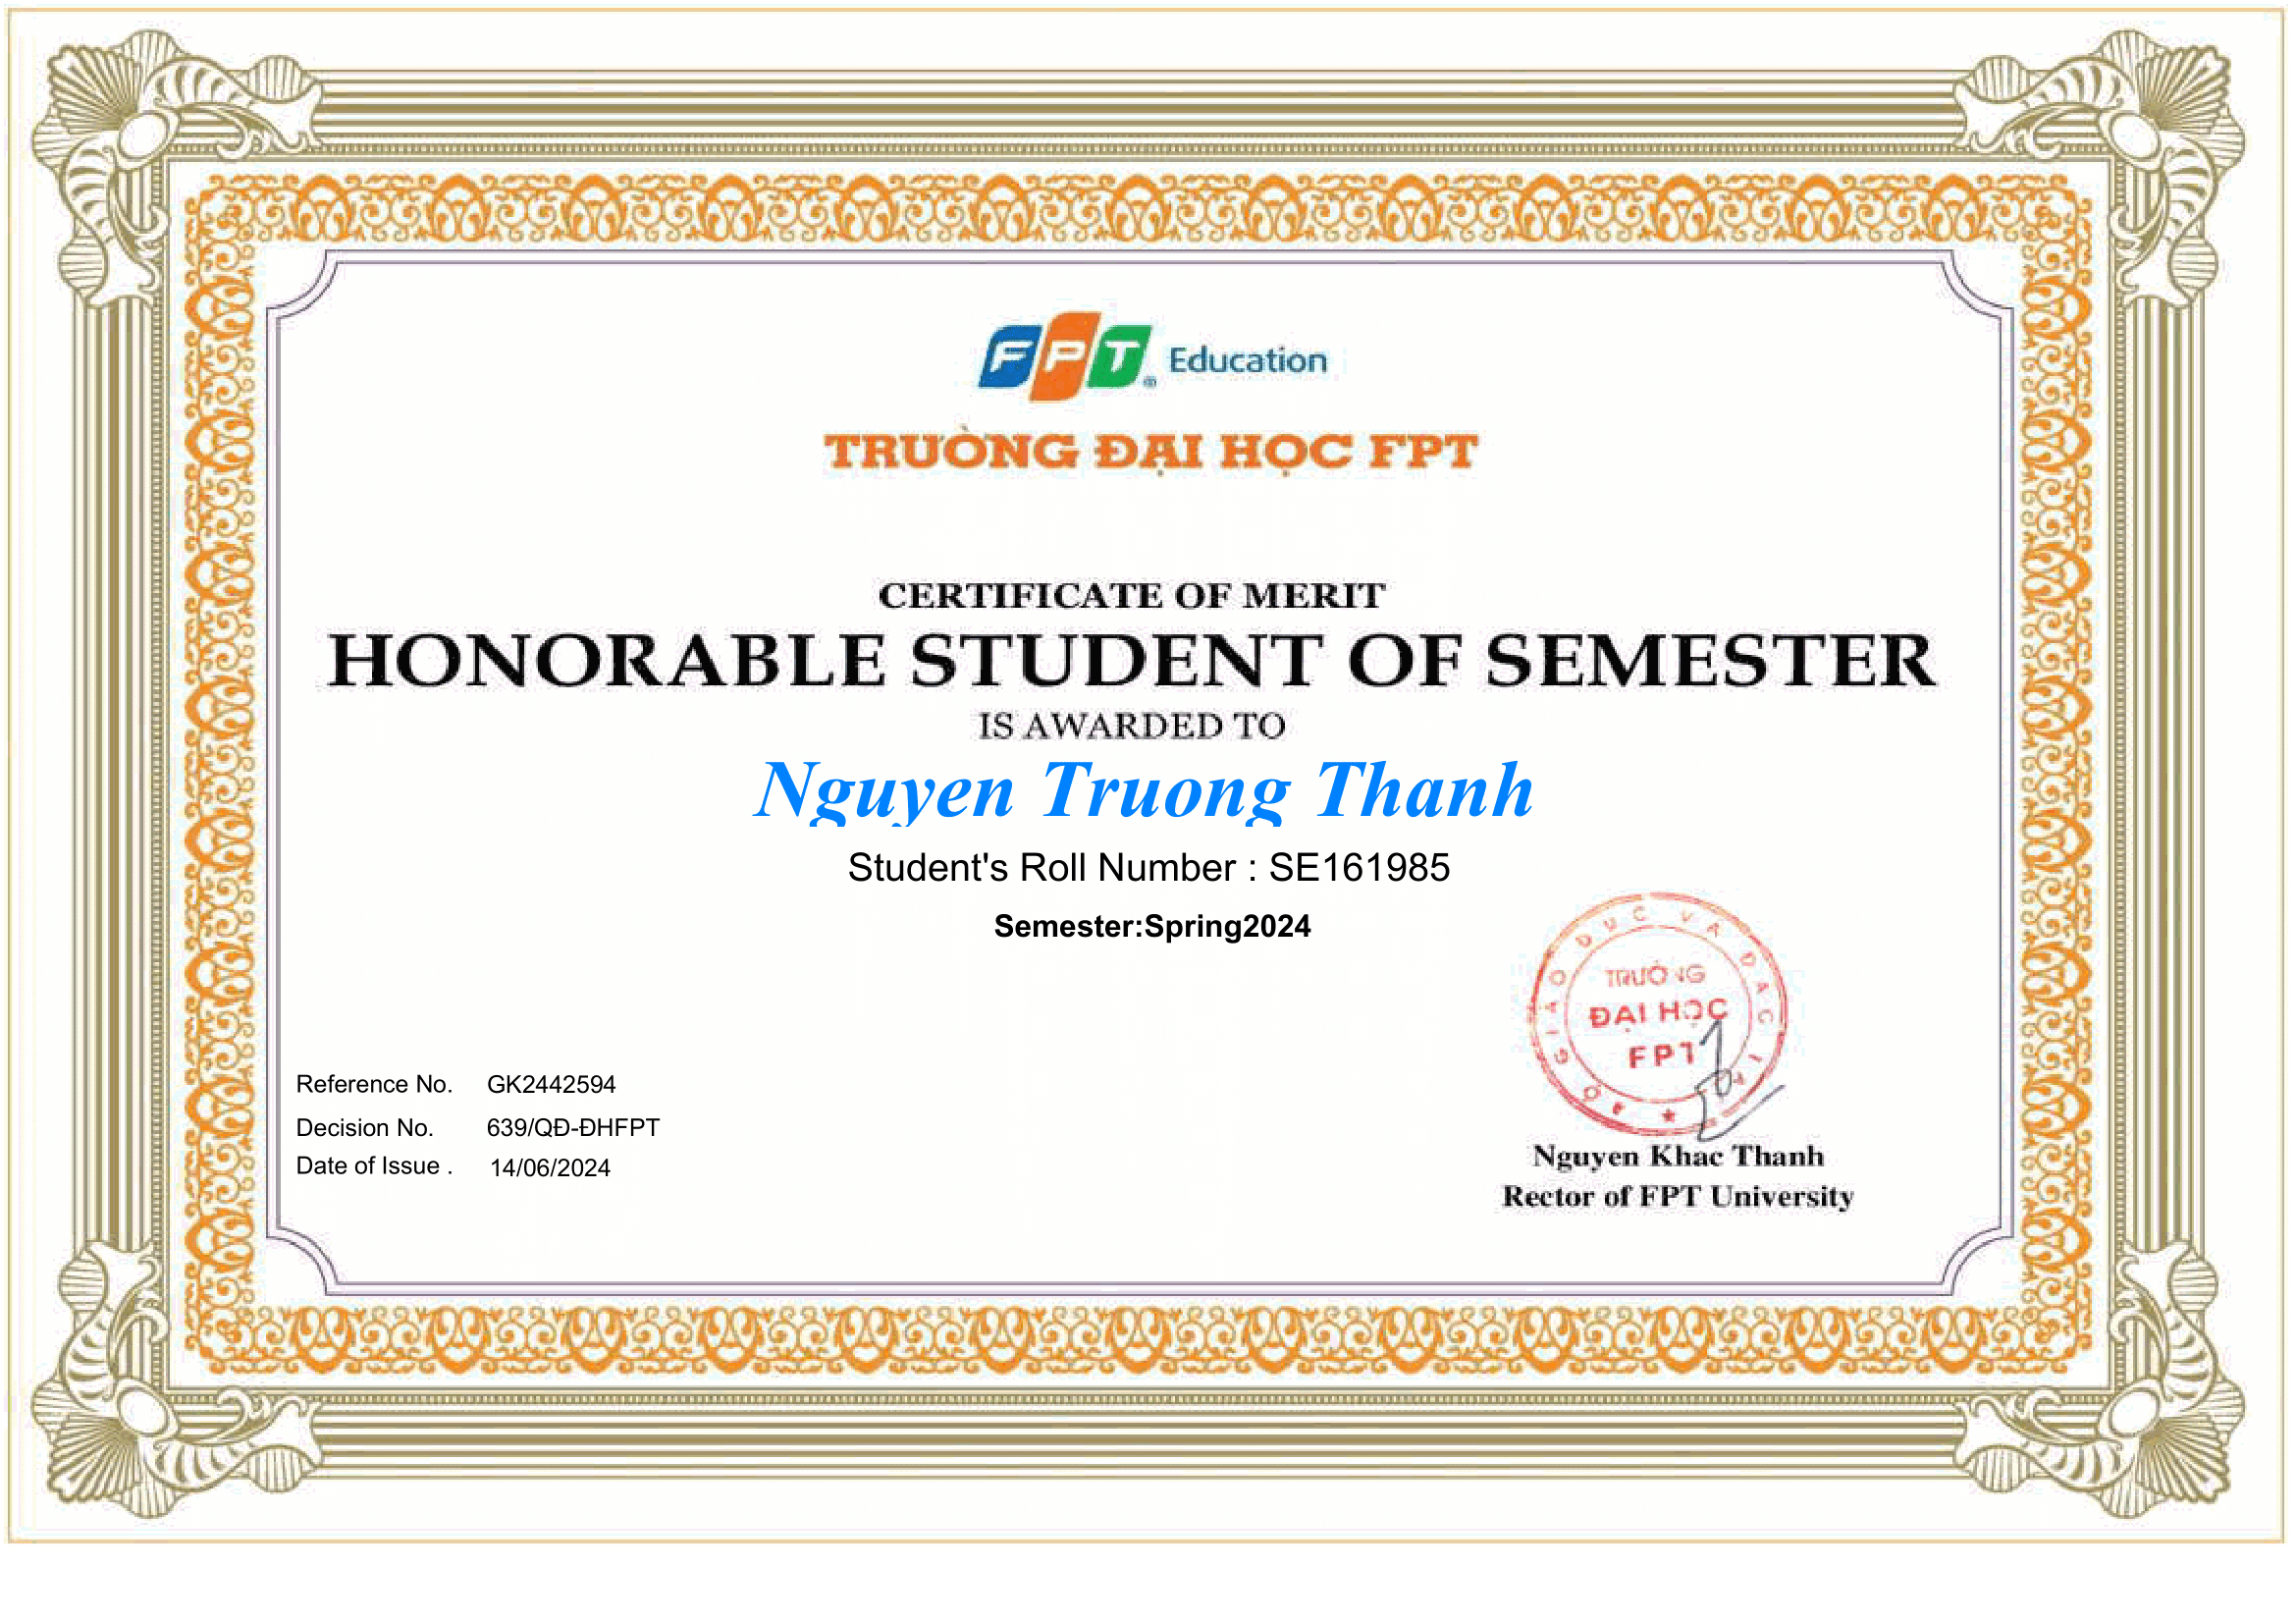 FPT® Education
TRƯỜNG ĐẠI HỌC FPT
CERTIFICATE OF MERIT
HONORABLE STUDENT OF SEMESTER
IS AWARDED TO
Nguyen Truong Thanh
Student's Roll Number : SE161985
Semester:Spring2024
BỘ GIÁO DỤC VÀ ĐÀO TẠO
TRƯỜNG
ĐẠI HỌC
FPT
Reference No. GK2442594
Decision No. 639/QĐ-ĐHFPT
Date of Issue . 14/06/2024
Nguyen Khac Thanh
Rector of FPT University